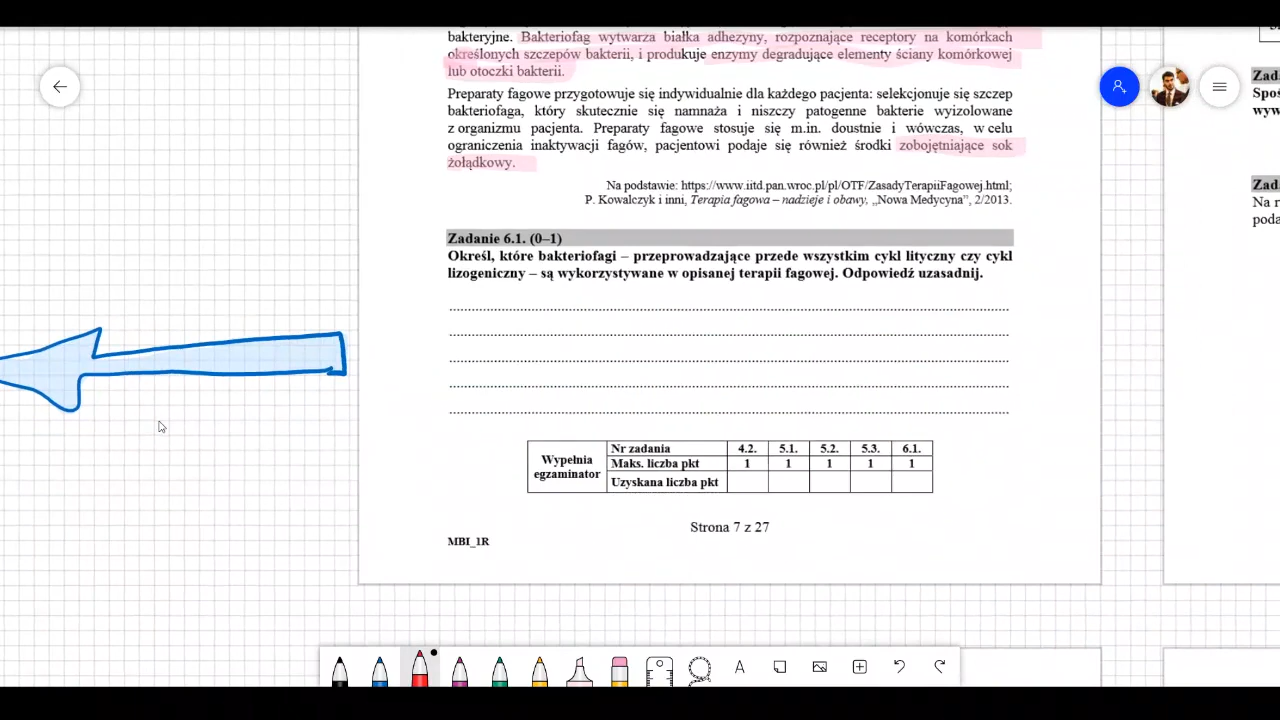 bakteryjne. Bakteriofag wytwarza białka adhezyny, rozpoznające receptory na komórkach
określonych szczepów bakterii, i produkuje enzymy degradujące elementy ściany komórkowej
lub otoczki bakterii.
Preparaty fagowe przygotowuje się indywidualnie dla każdego pacjenta: selekcjonuje się szczep
bakteriofaga, który skutecznie się namnaża i niszczy patogenne bakterie wyizolowane
z organizmu pacjenta. Preparaty fagowe stosuje się m.in. doustnie i wówczas, w celu
ograniczenia inaktywacji fagów, pacjentowi podaje się również środki zobojętniające sok
żołądkowy.
Na podstawie: https://www.iitd.pan.wroc.pl/pl/OTF/ZasadyTerapiiFagowej.html;
P. Kowalczyk i inni, Terapia fagowa – nadzieje i obawy, „Nowa Medycyna”, 2/2013.
Zadanie 6.1. (0–1)
Określ, które bakteriofagi – przeprowadzające przede wszystkim cykl lityczny czy cykl
lizogeniczny – są wykorzystywane w opisanej terapii fagowej. Odpowiedź uzasadnij.
Wypełnia egzaminator
Nr zadania 4.2. 5.1. 5.2. 5.3. 6.1.
Maks. liczba pkt 1 1 1 1 1
Uzyskana liczba pkt
Strona 7 z 27
MBI_1R
A